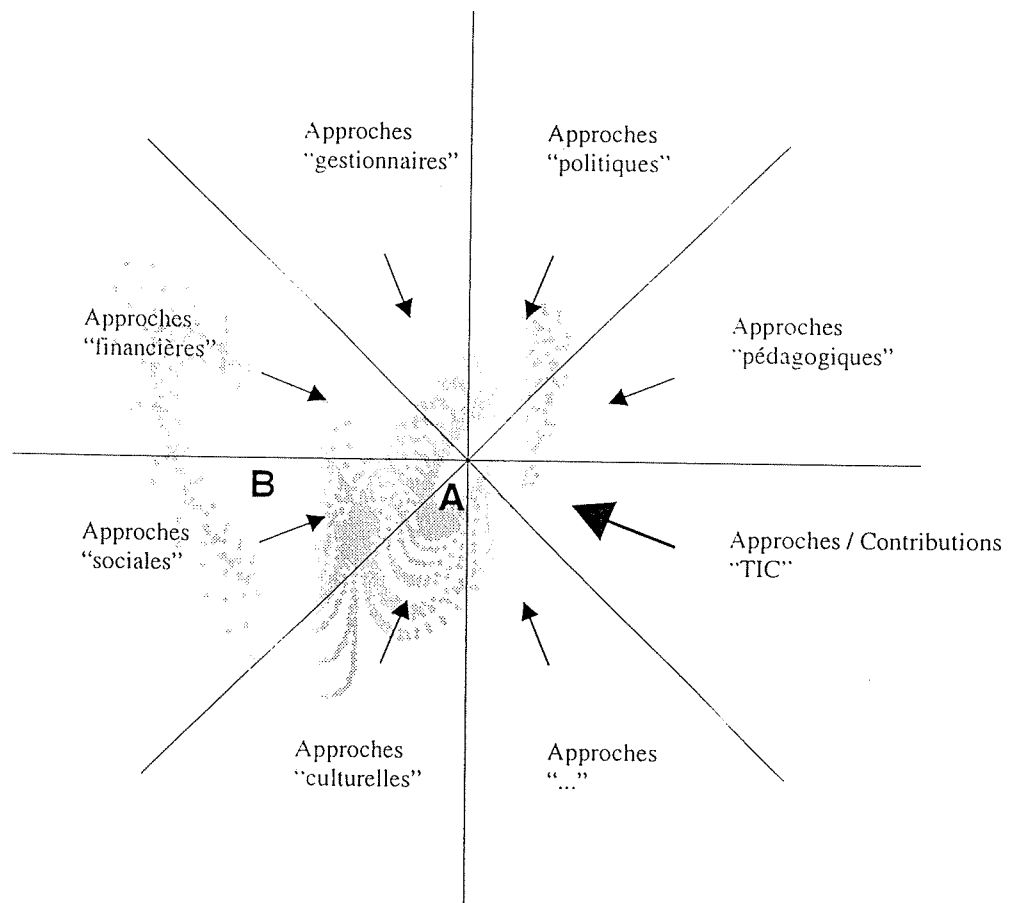 Approches
“gestionnaires”
Approches
“politiques”
Approches
“financières”
Approches
“pédagogiques”
B
A
Approches
“sociales”
Approches / Contributions
“TIC”
Approches
“culturelles”
Approches
“...”